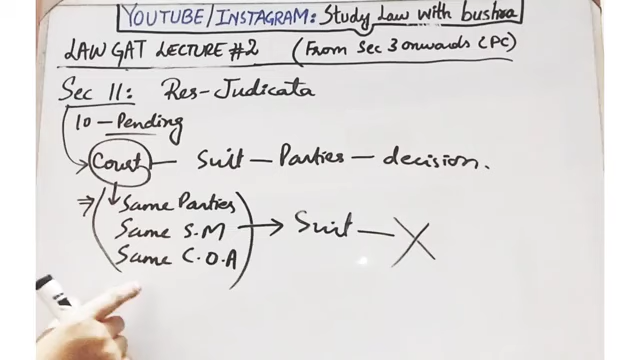 YOUTUBE/INSTAGRAM: Study Law with bushra
LAW GAT LECTURE #2 (From Sec 3 onwards CPC)
Sec 11: Res-Judicata
10 - Pending
Court - Suit - Parties - decision.
⇒ (Same Parties
Same S.M → Suit - X
Same C.O.A)